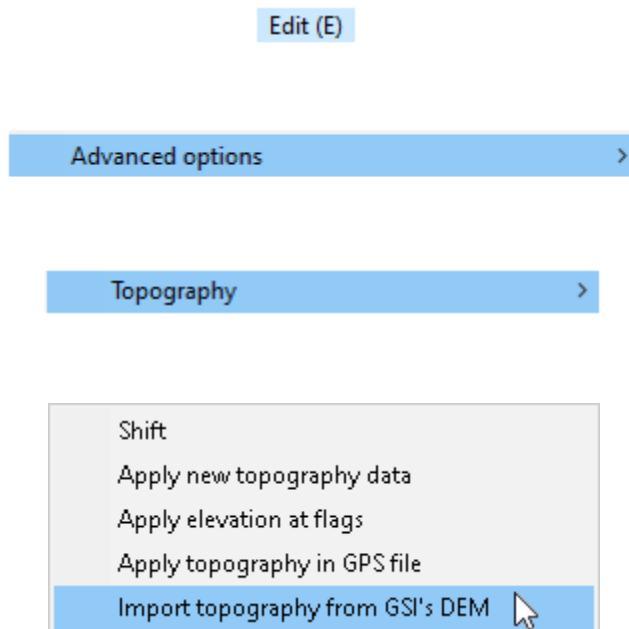 Edit (E)
Advanced options
Topography
Shift
Apply new topography data
Apply elevation at flags
Apply topography in GPS file
Import topography from GSI's DEM